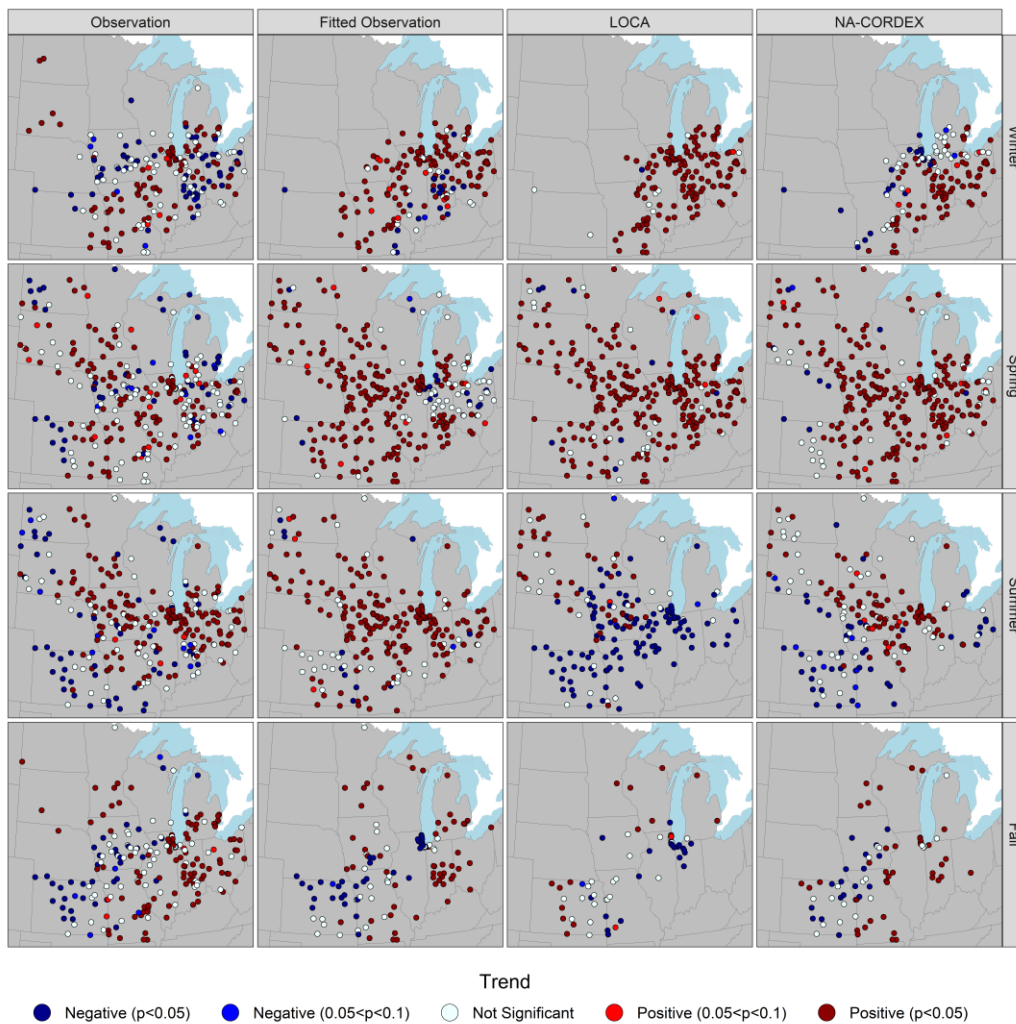 Observation
Fitted Observation
LOCA
NA-CORDEX
Winter
Spring
Summer
Fall
Trend
Negative (p<0.05)
Negative (0.05<p<0.1)
Not Significant
Positive (0.05<p<0.1)
Positive (p<0.05)